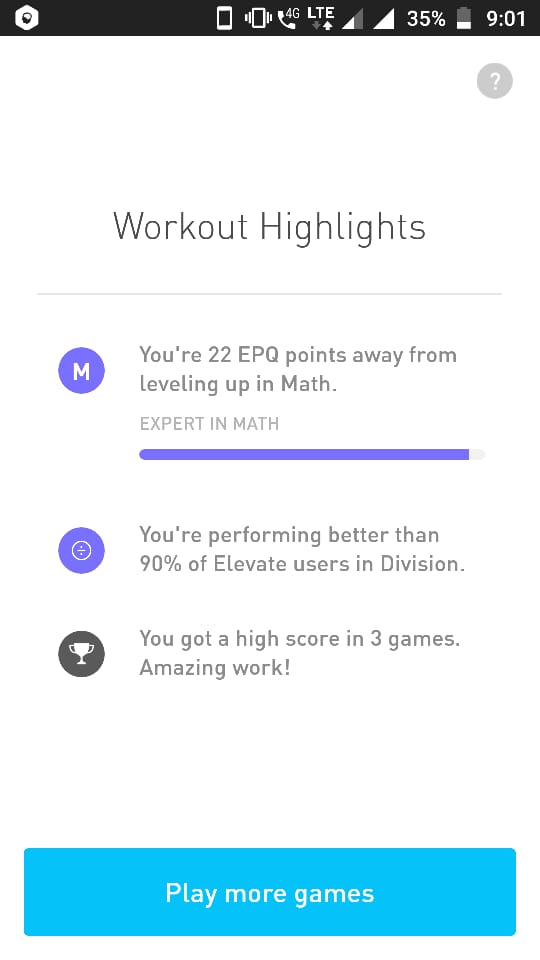 4G LTE 35% 9:01
?
Workout Highlights
M
You're 22 EPQ points away from
leveling up in Math.
EXPERT IN MATH
You're performing better than
90% of Elevate users in Division.
You got a high score in 3 games.
Amazing work!
Play more games